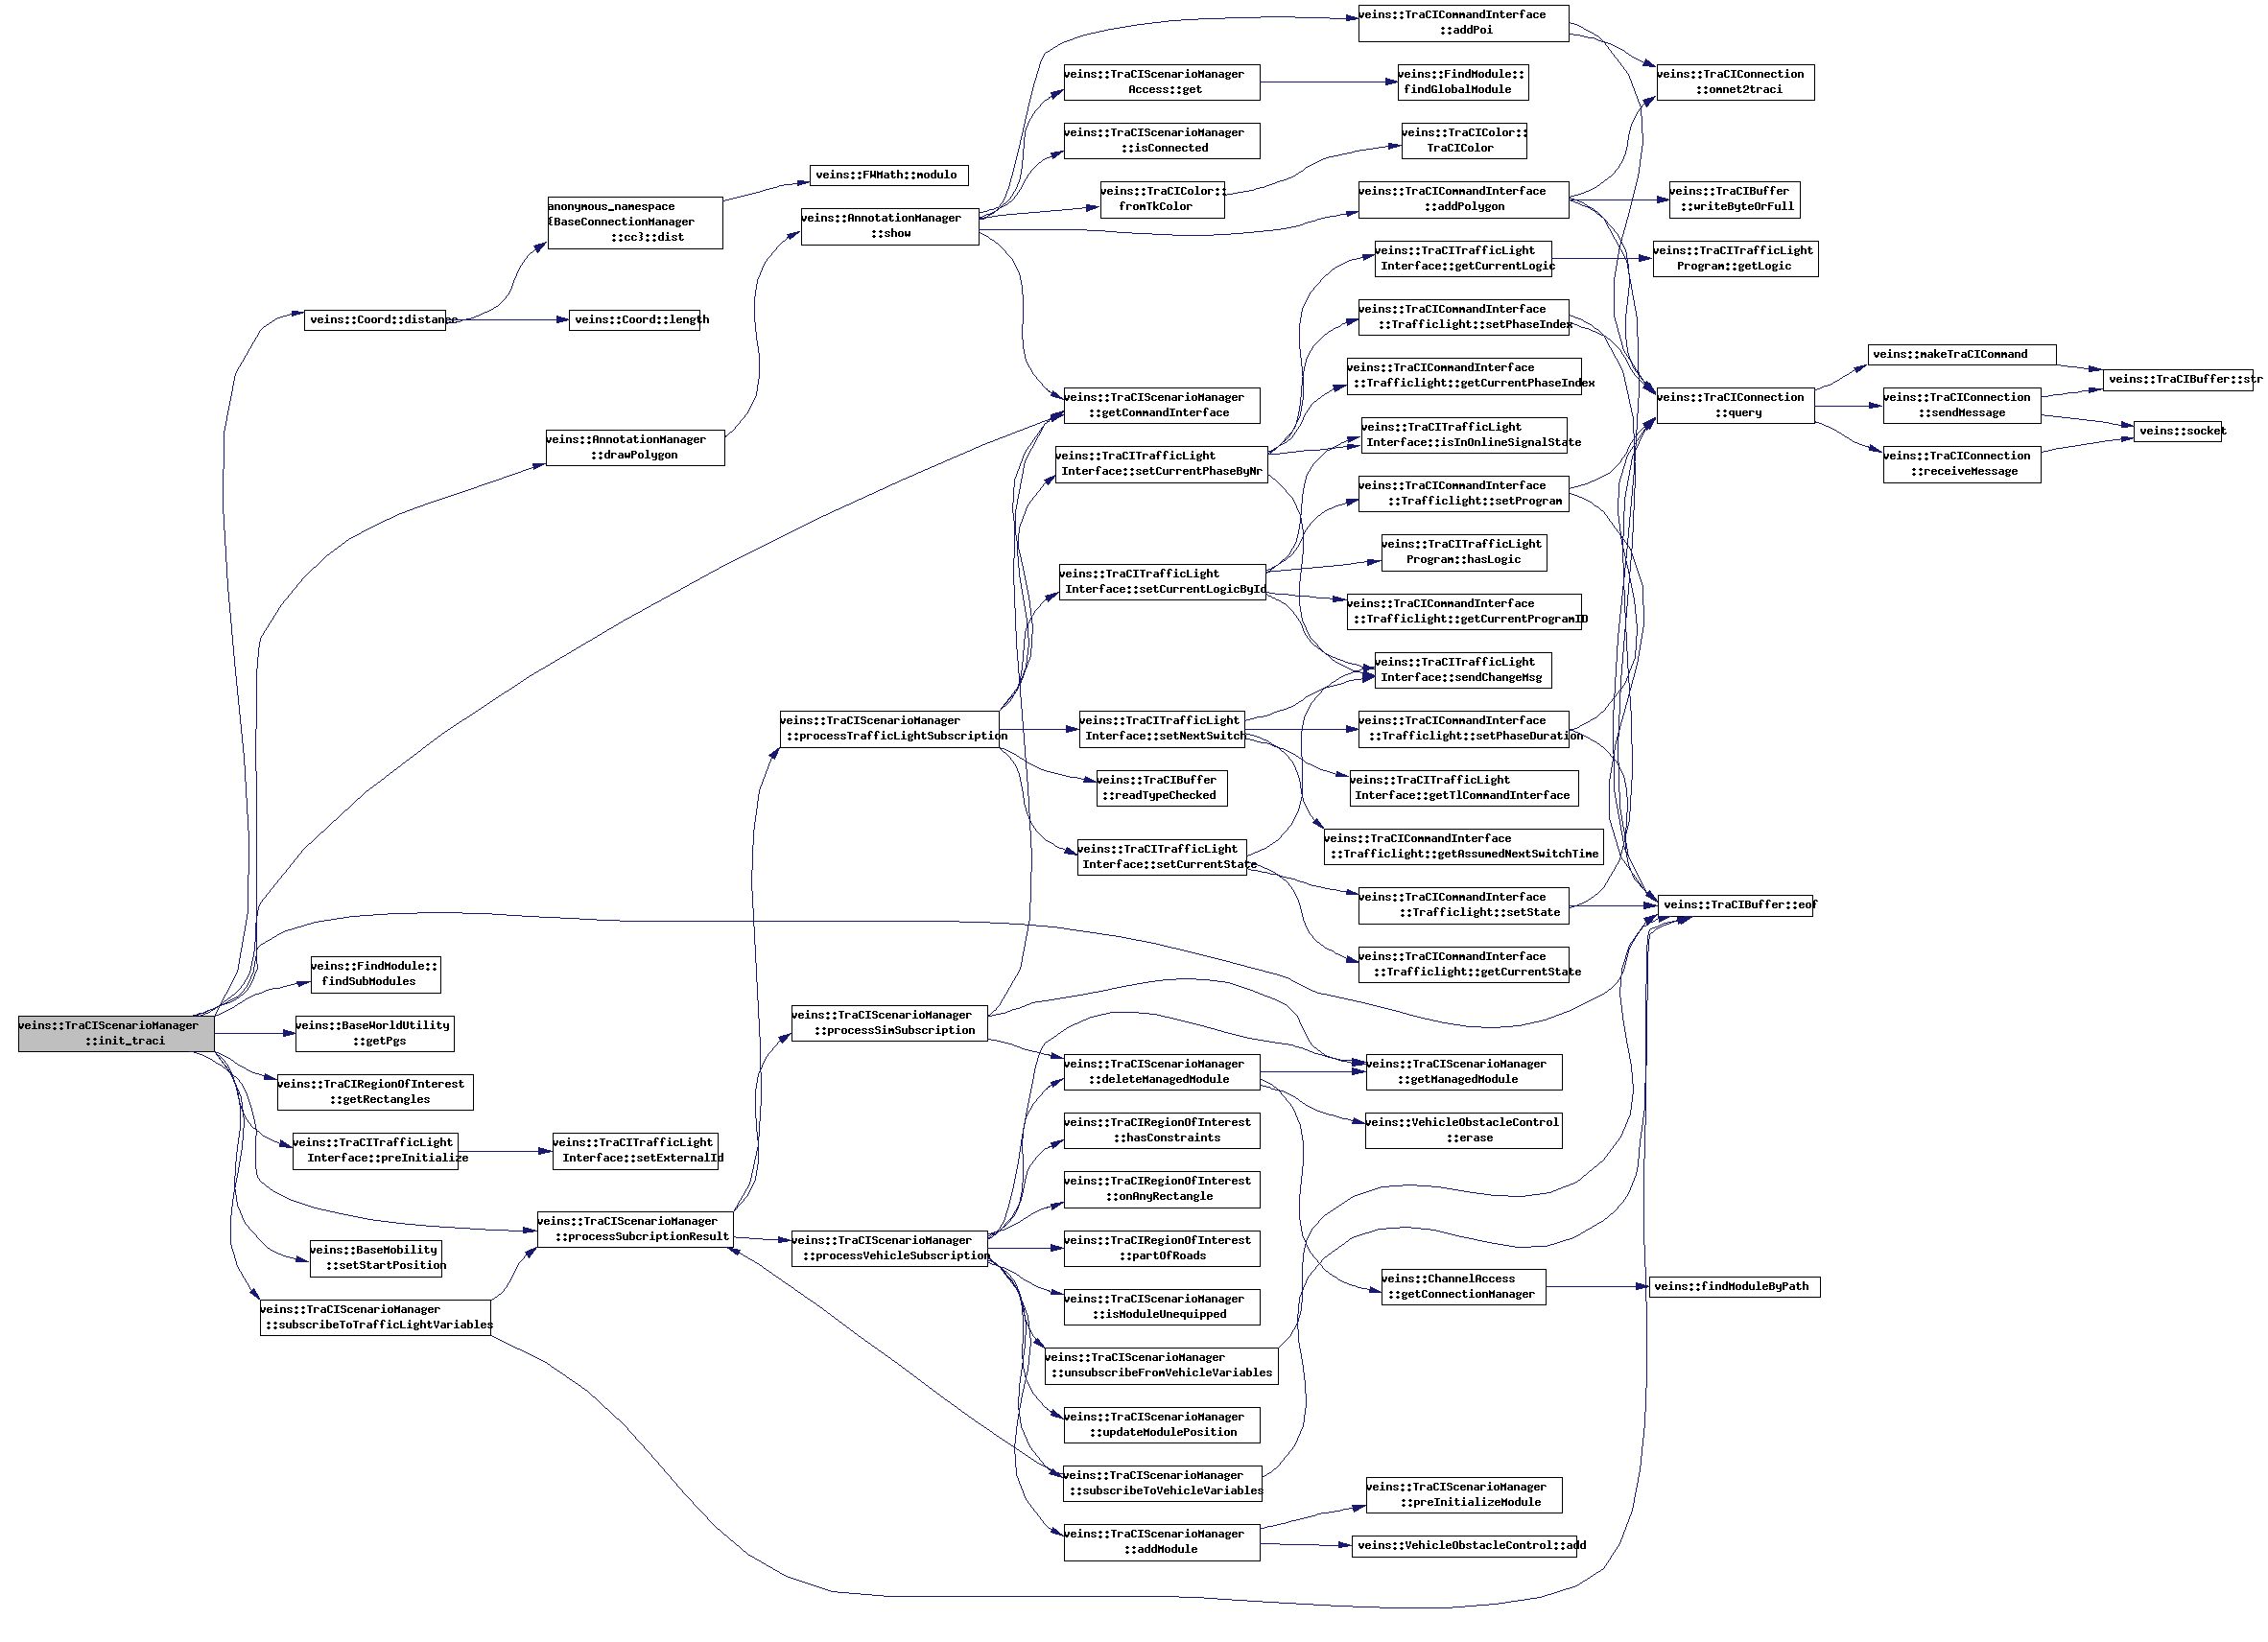 veins::TraCIScenarioManager
::init_traci
veins::Coord::distance
veins::AnnotationManager
::drawPolygon
veins::FindModule::
findSubModules
veins::BaseWorldUtility
::getPgs
veins::TraCIRegionOfInterest
::getRectangles
veins::TraCITrafficLight
Interface::preInitialize
veins::BaseMobility
::setStartPosition
veins::TraCIScenarioManager
::subscribeToTrafficLightVariables
anonymous_namespace
{BaseConnectionManager
::cc3::dist
veins::Coord::length
veins::TraCITrafficLight
Interface::setExternalId
veins::TraCIScenarioManager
::processSubcriptionResult
veins::FWMath::modulo
veins::AnnotationManager
::show
veins::TraCIScenarioManager
::processTrafficLightSubscription
veins::TraCIScenarioManager
::processSimSubscription
veins::TraCIScenarioManager
::processVehicleSubscription
veins::TraCIScenarioManager
Access::get
veins::TraCIScenarioManager
::isConnected
veins::TraCIColor::
fromTkColor
veins::TraCIScenarioManager
::getCommandInterface
veins::TraCITrafficLight
Interface::setCurrentPhaseByNr
veins::TraCITrafficLight
Interface::setCurrentLogicById
veins::TraCITrafficLight
Interface::setNextSwitch
veins::TraCIBuffer
::readTypeChecked
veins::TraCITrafficLight
Interface::setCurrentState
veins::TraCIScenarioManager
::deleteManagedModule
veins::TraCIRegionOfInterest
::hasConstraints
veins::TraCIRegionOfInterest
::onAnyRectangle
veins::TraCIRegionOfInterest
::partOfRoads
veins::TraCIScenarioManager
::isModuleUnequipped
veins::TraCIScenarioManager
::unsubscribeFromVehicleVariables
veins::TraCIScenarioManager
::updateModulePosition
veins::TraCIScenarioManager
::subscribeToVehicleVariables
veins::TraCIScenarioManager
::addModule
veins::TraCICommandInterface
::addPoi
veins::FindModule::
findGlobalModule
veins::TraCIColor::
TraCIColor
veins::TraCICommandInterface
::addPolygon
veins::TraCITrafficLight
Interface::getCurrentLogic
veins::TraCICommandInterface
::Trafficlight::setPhaseIndex
veins::TraCICommandInterface
::Trafficlight::getCurrentPhaseIndex
veins::TraCITrafficLight
Interface::isInOnlineSignalState
veins::TraCICommandInterface
::Trafficlight::setProgram
veins::TraCITrafficLight
Program::hasLogic
veins::TraCICommandInterface
::Trafficlight::getCurrentProgramID
veins::TraCITrafficLight
Interface::sendChangeMsg
veins::TraCICommandInterface
::Trafficlight::setPhaseDuration
veins::TraCITrafficLight
Interface::getTlCommandInterface
veins::TraCICommandInterface
::Trafficlight::getAssumedNextSwitchTime
veins::TraCICommandInterface
::Trafficlight::setState
veins::TraCICommandInterface
::Trafficlight::getCurrentState
veins::TraCIScenarioManager
::getManagedModule
veins::VehicleObstacleControl
::erase
veins::ChannelAccess
::getConnectionManager
veins::TraCIScenarioManager
::preInitializeModule
veins::VehicleObstacleControl::add
veins::TraCIConnection
::omnet2traci
veins::TraCIBuffer
::writeByteOrFull
veins::TraCITrafficLight
Program::getLogic
veins::TraCIConnection
::query
veins::TraCIBuffer::eof
veins::findModuleByPath
veins::makeTraCICommand
veins::TraCIConnection
::sendMessage
veins::TraCIConnection
::receiveMessage
veins::TraCIBuffer::str
veins::socket